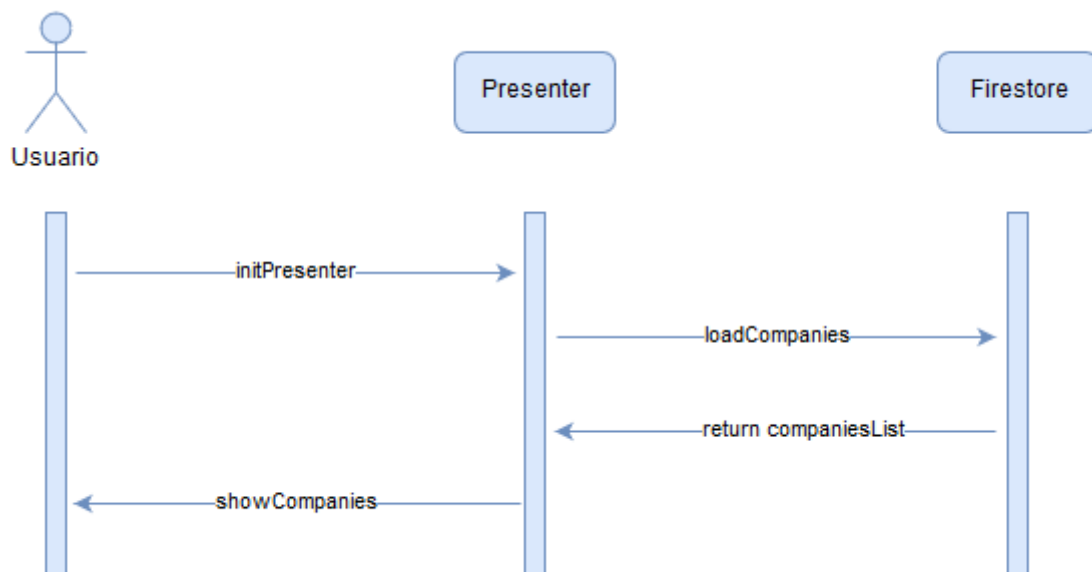 Presenter
Firestore
Usuario
initPresenter
loadCompanies
return companiesList
showCompanies